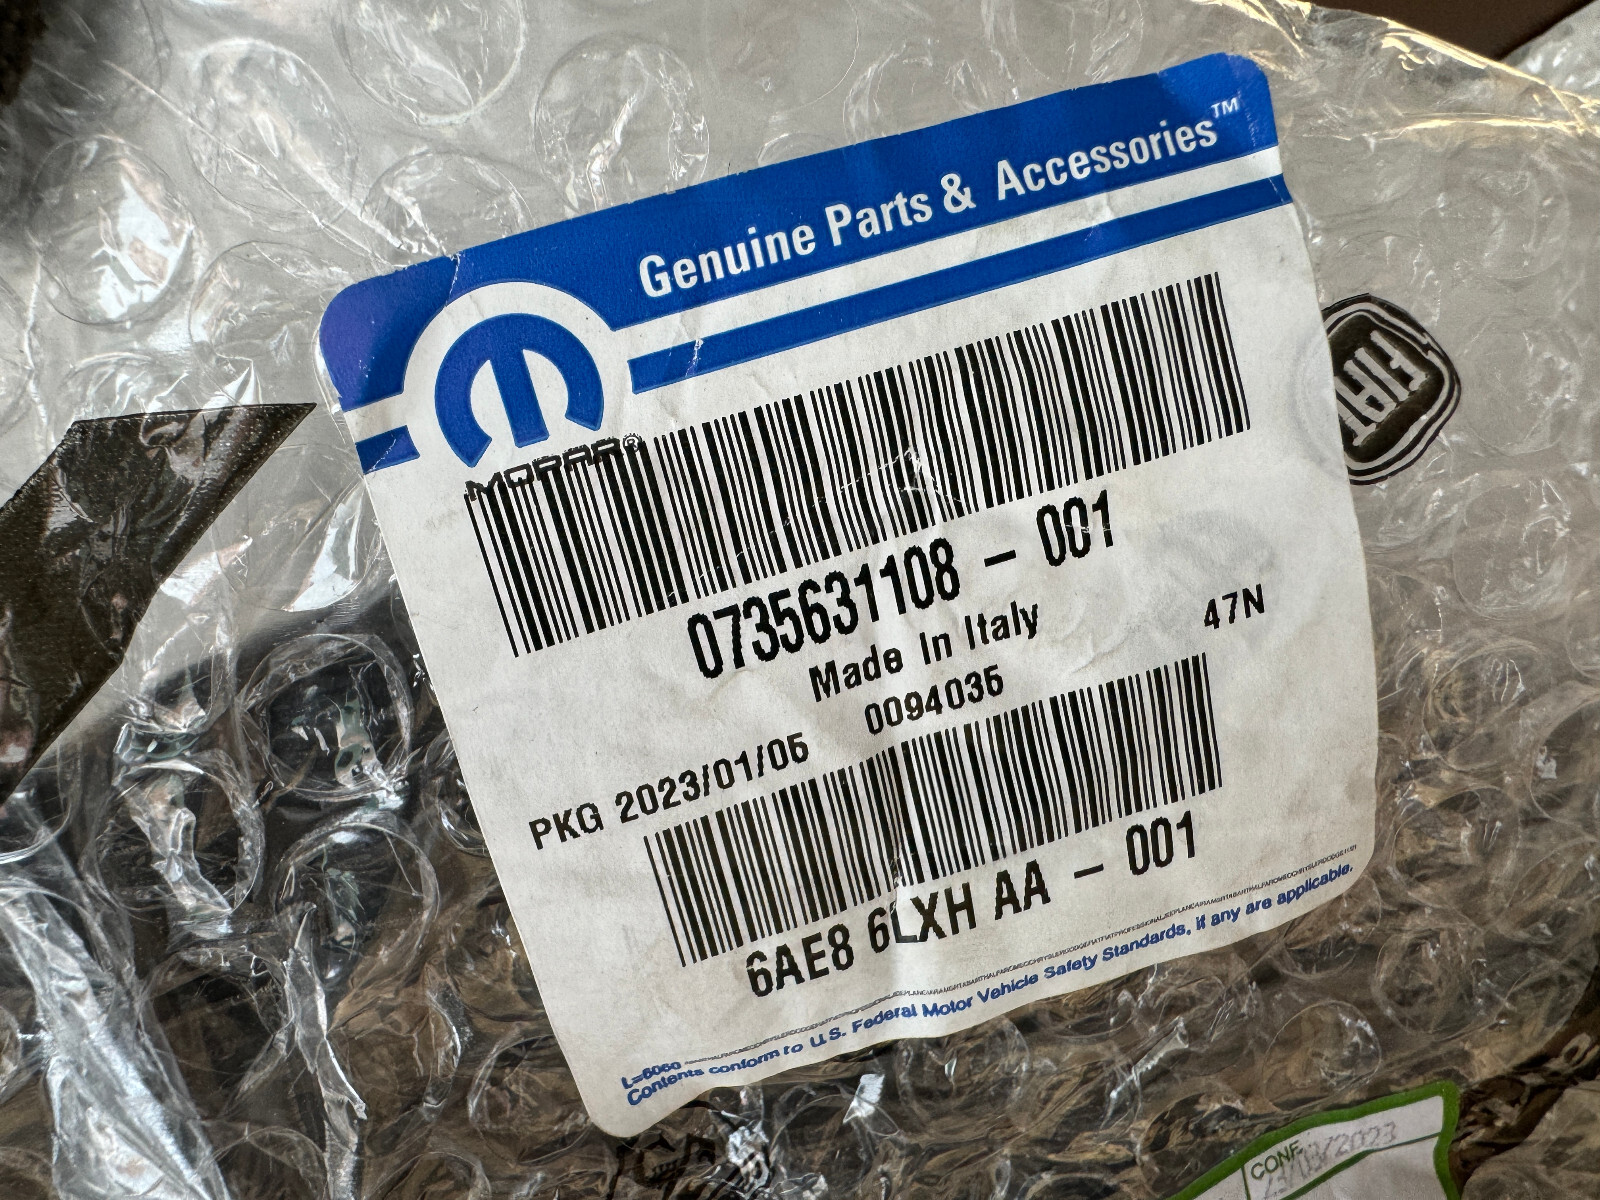 Genuine Parts & Accessories™
MOPAR®
FIAT
0735631108 - 001
Made In Italy
47N
0094035
PKG 2023/01/05
6AE8 6LXH AA - 001
L=6060
Contents conform to U.S. Federal Motor Vehicle Safety Standards, if any are applicable.
CONF.